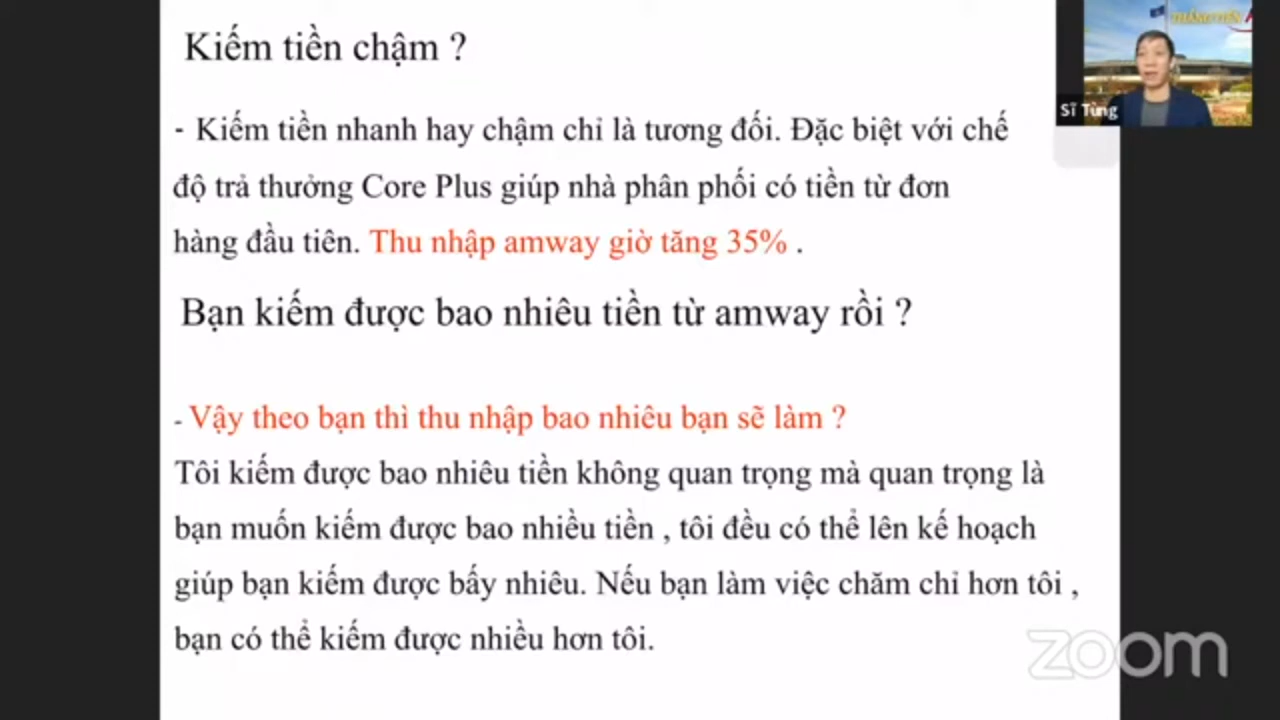 Kiếm tiền chậm ?
THẮNG TIẾN
Sĩ Tùng
- Kiếm tiền nhanh hay chậm chỉ là tương đối. Đặc biệt với chế
độ trả thưởng Core Plus giúp nhà phân phối có tiền từ đơn
hàng đầu tiên. Thu nhập amway giờ tăng 35% .
Bạn kiếm được bao nhiêu tiền từ amway rồi ?
- Vậy theo bạn thì thu nhập bao nhiêu bạn sẽ làm ?
Tôi kiếm được bao nhiêu tiền không quan trọng mà quan trọng là
bạn muốn kiếm được bao nhiều tiền , tôi đều có thể lên kế hoạch
giúp bạn kiếm được bấy nhiêu. Nếu bạn làm việc chăm chỉ hơn tôi ,
bạn có thể kiếm được nhiều hơn tôi.
zoom